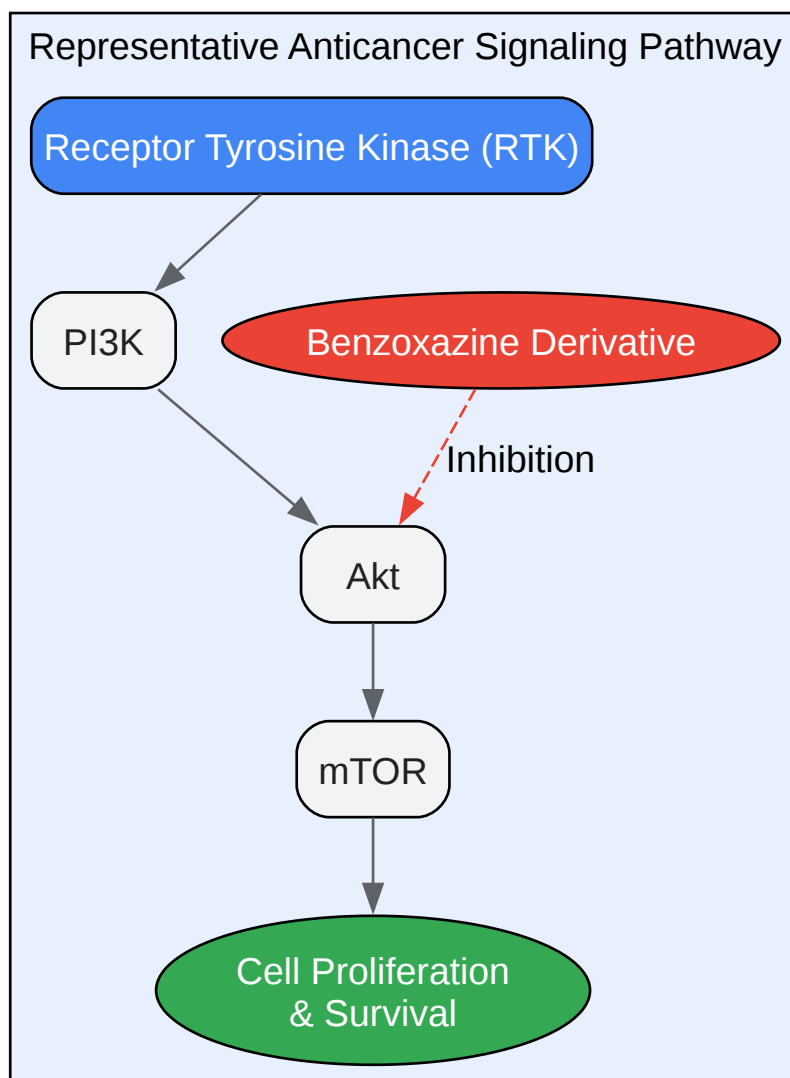 Representative Anticancer Signaling Pathway
Receptor Tyrosine Kinase (RTK)
PI3K
Benzoxazine Derivative
Inhibition
Akt
mTOR
Cell Proliferation
& Survival